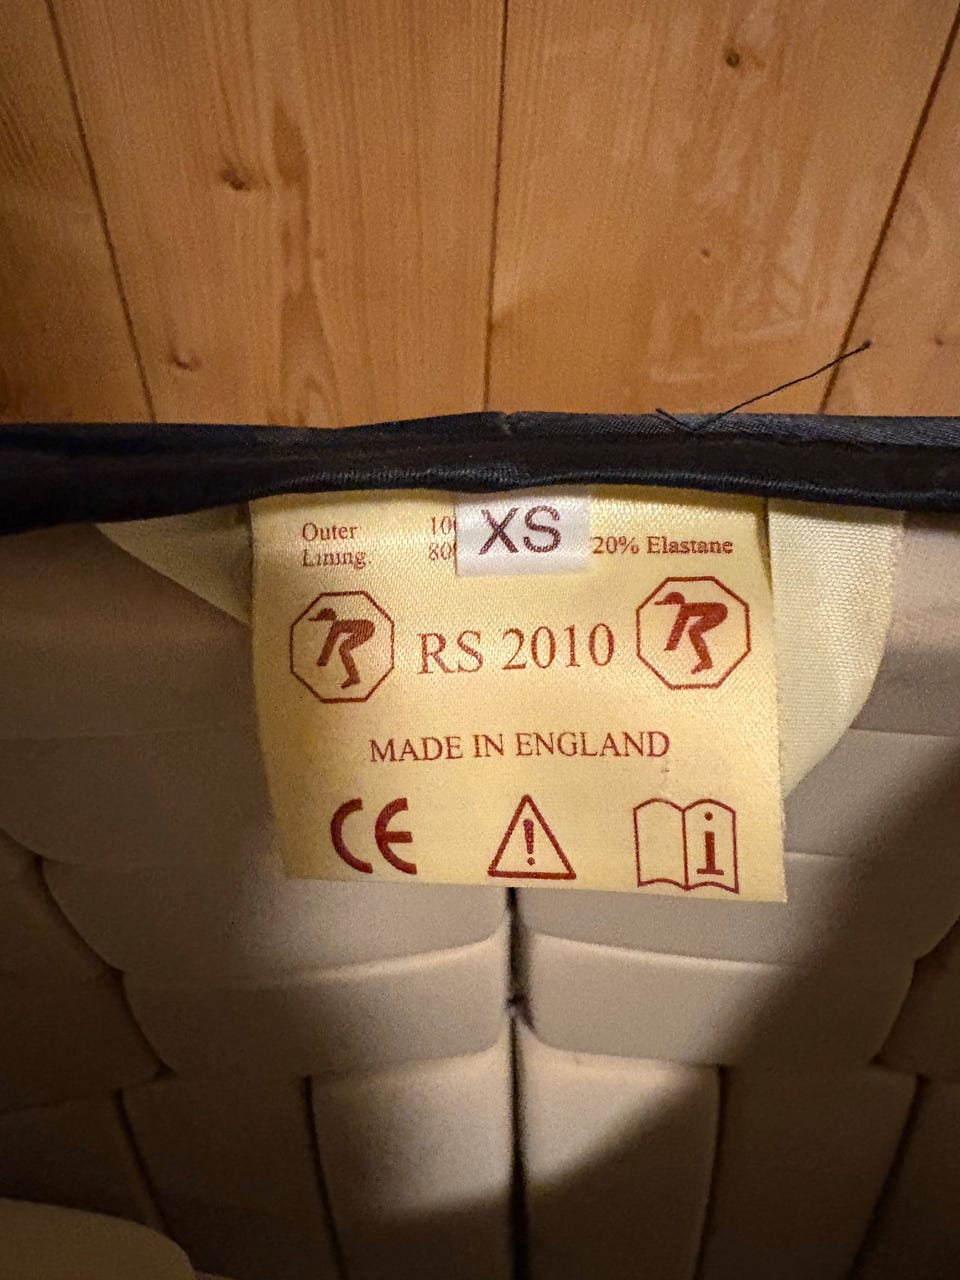 Outer
Lining 20% Elastane
XS
RS 2010
MADE IN ENGLAND
CE
i